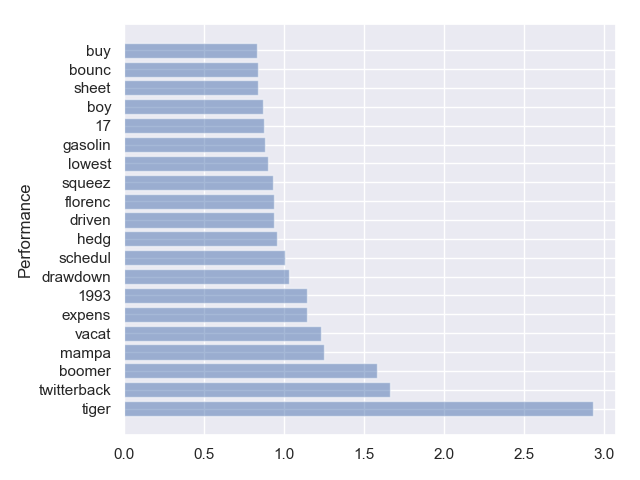 buy
bounc
sheet
boy
17
gasolin
lowest
squeez
florenc
driven
hedg
schedul
drawdown
1993
expens
vacat
mampa
boomer
twitterback
tiger
Performance
0.0 0.5 1.0 1.5 2.0 2.5 3.0